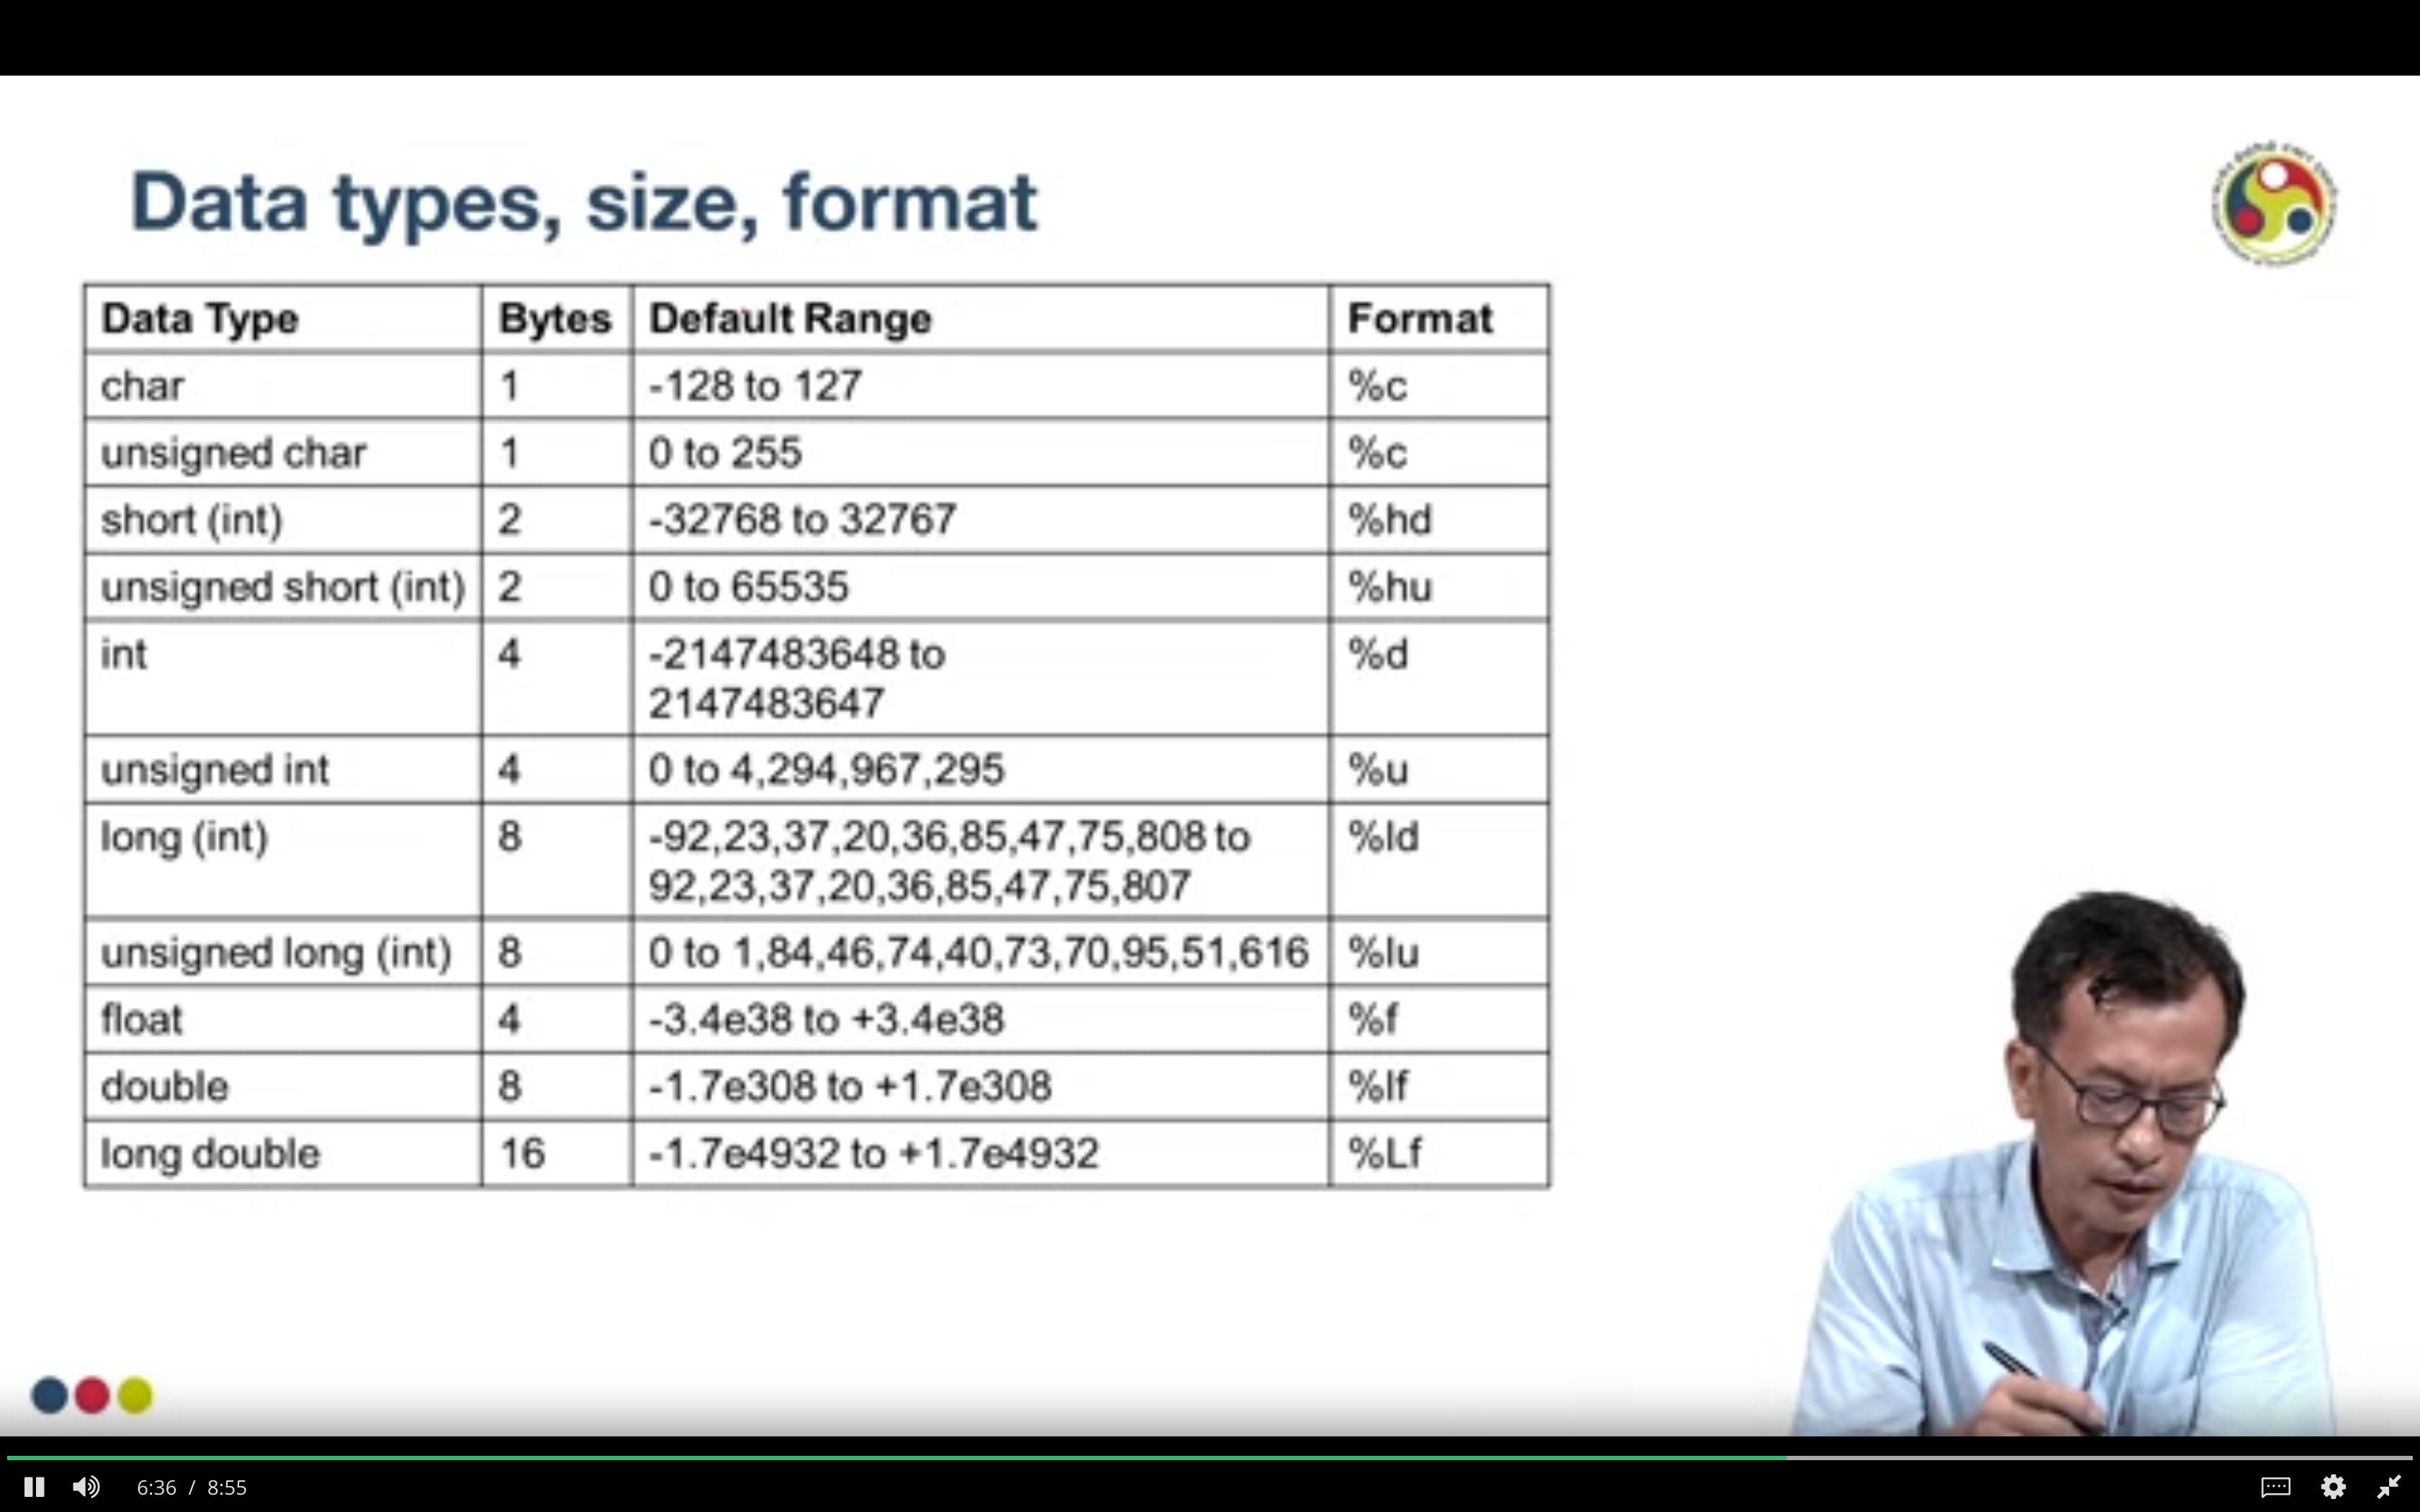 Data types, size, format
Data Type Bytes Default Range Format
char 1 -128 to 127 %c
unsigned char 1 0 to 255 %c
short (int) 2 -32768 to 32767 %hd
unsigned short (int) 2 0 to 65535 %hu
int 4 -2147483648 to %d
2147483647
unsigned int 4 0 to 4,294,967,295 %u
long (int) 8 -92,23,37,20,36,85,47,75,808 to %ld
92,23,37,20,36,85,47,75,807
unsigned long (int) 8 0 to 1,84,46,74,40,73,70,95,51,616 %lu
float 4 -3.4e38 to +3.4e38 %f
double 8 -1.7e308 to +1.7e308 %lf
long double 16 -1.7e4932 to +1.7e4932 %Lf
6:36 / 8:55